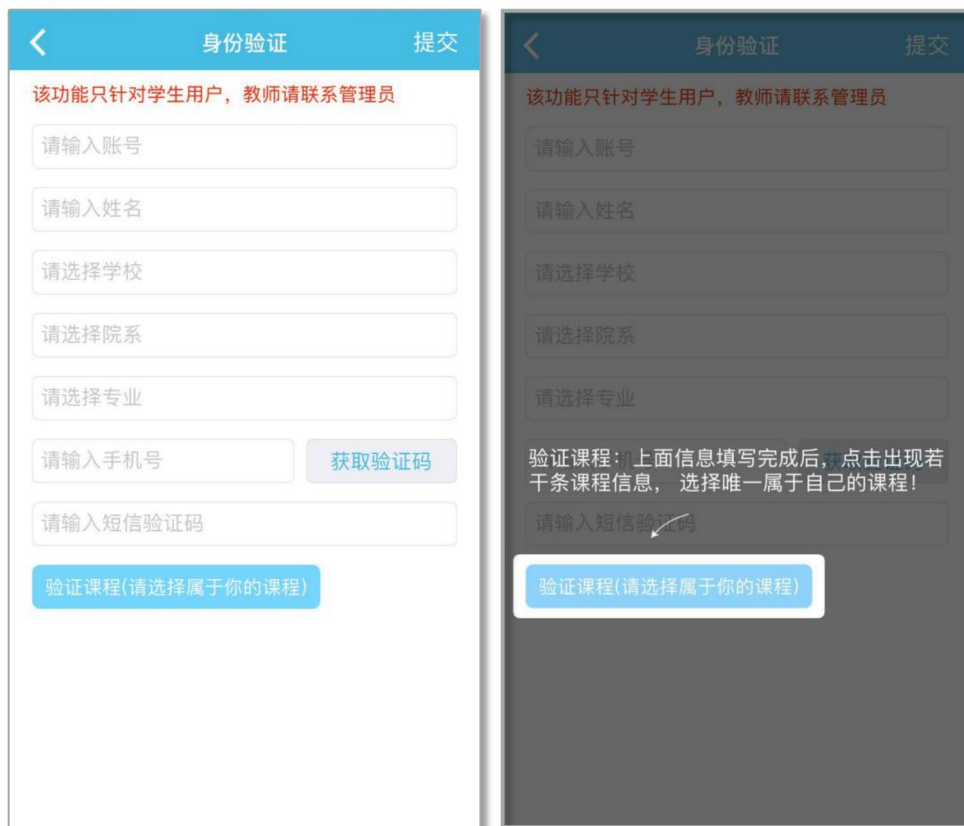 身份验证
提交
该功能只针对学生用户，教师请联系管理员
请输入账号
请输入姓名
请选择学校
请选择院系
请选择专业
请输入手机号
获取验证码
请输入短信验证码
验证课程(请选择属于你的课程)
身份验证
提交
该功能只针对学生用户，教师请联系管理员
请输入账号
请输入姓名
请选择学校
请选择院系
请选择专业
验证课程：上面信息填写完成后，点击出现若
干条课程信息， 选择唯一属于自己的课程！
请输入短信验证码
验证课程(请选择属于你的课程)